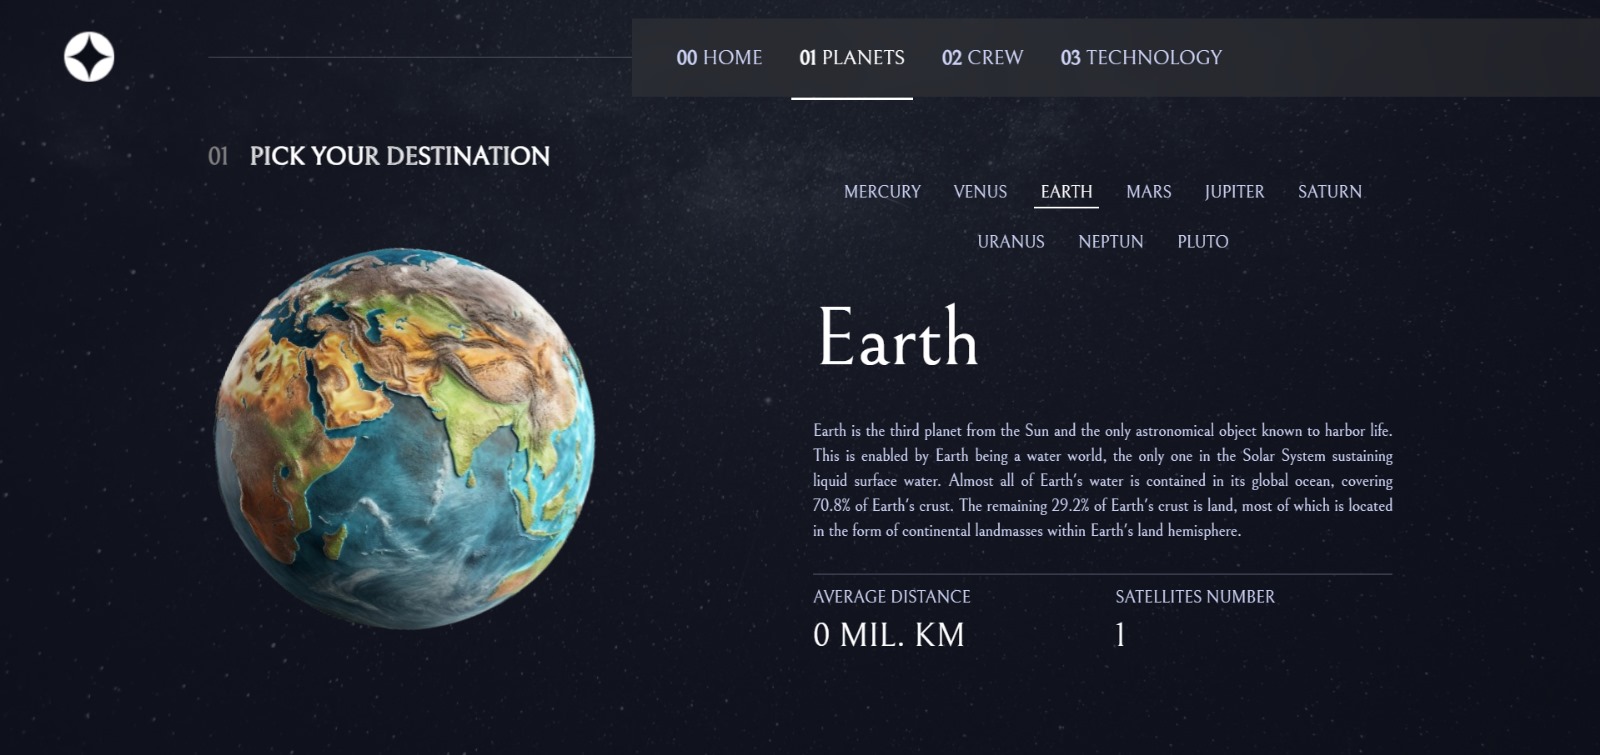 00 HOME 01 PLANETS 02 CREW 03 TECHNOLOGY
01 PICK YOUR DESTINATION
MERCURY VENUS EARTH MARS JUPITER SATURN
URANUS NEPTUN PLUTO
Earth
Earth is the third planet from the Sun and the only astronomical object known to harbor life.
This is enabled by Earth being a water world, the only one in the Solar System sustaining
liquid surface water. Almost all of Earth's water is contained in its global ocean, covering
70.8% of Earth's crust. The remaining 29.2% of Earth's crust is land, most of which is located
in the form of continental landmasses within Earth's land hemisphere.
AVERAGE DISTANCE SATELLITES NUMBER
0 MIL. KM 1